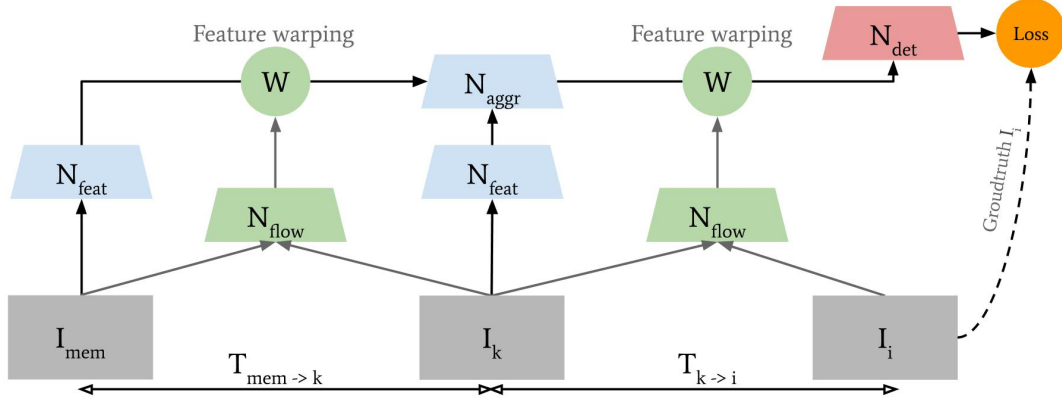 Feature warping
Feature warping
N_det
Loss
W
N_aggr
W
N_feat
N_feat
N_flow
N_flow
Groudtruth I_i
I_mem
I_k
I_i
T_mem -> k
T_k -> i